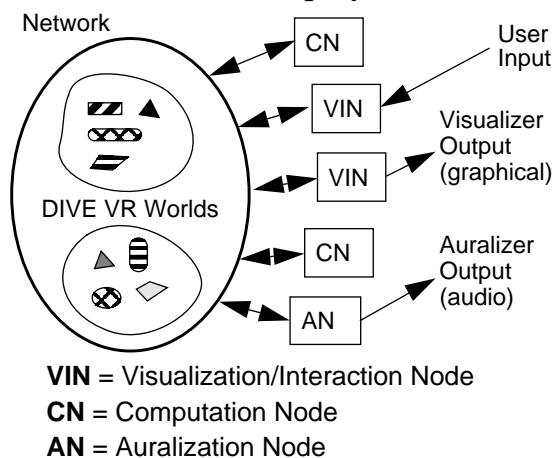 Network
CN
User
Input
VIN
Visualizer
Output
(graphical)
VIN
DIVE VR Worlds
CN
Auralizer
Output
(audio)
AN
VIN = Visualization/Interaction Node
CN = Computation Node
AN = Auralization Node